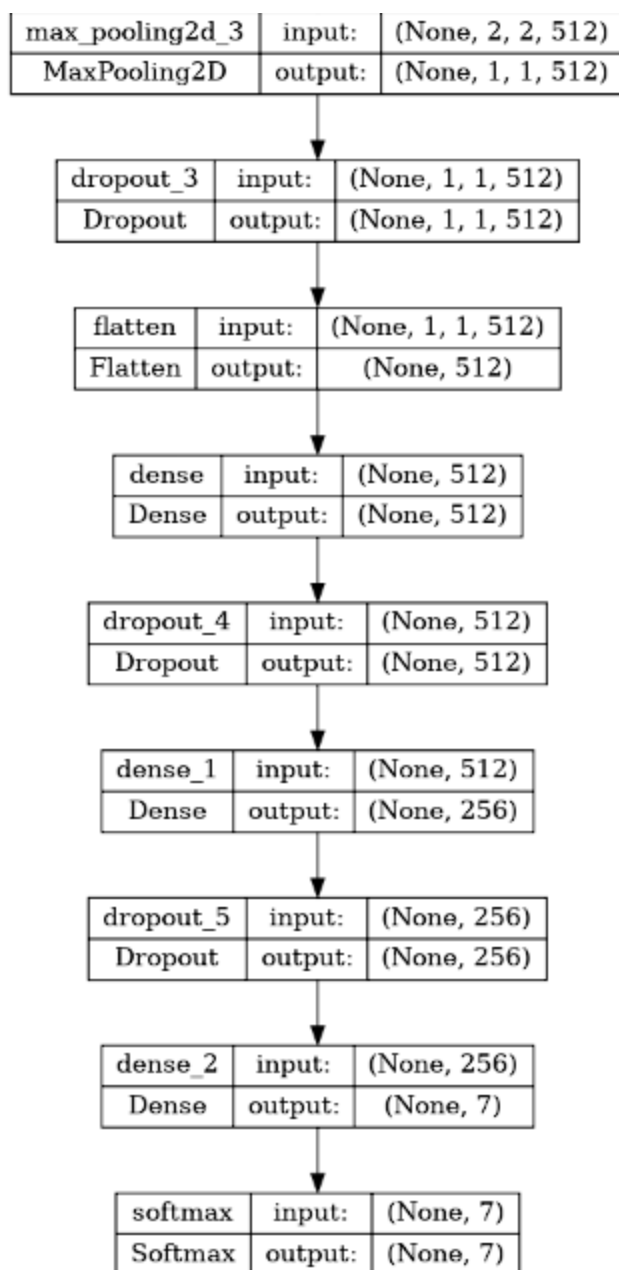 max_pooling2d_3 input: (None, 2, 2, 512)
MaxPooling2D output: (None, 1, 1, 512)
dropout_3 input: (None, 1, 1, 512)
Dropout output: (None, 1, 1, 512)
flatten input: (None, 1, 1, 512)
Flatten output: (None, 512)
dense input: (None, 512)
Dense output: (None, 512)
dropout_4 input: (None, 512)
Dropout output: (None, 512)
dense_1 input: (None, 512)
Dense output: (None, 256)
dropout_5 input: (None, 256)
Dropout output: (None, 256)
dense_2 input: (None, 256)
Dense output: (None, 7)
softmax input: (None, 7)
Softmax output: (None, 7)